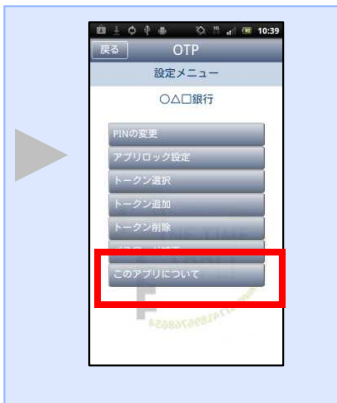 10:39
戻る OTP
設定メニュー
○△□銀行
PINの変更
アプリロック設定
トークン選択
トークン追加
トークン削除
このアプリについて